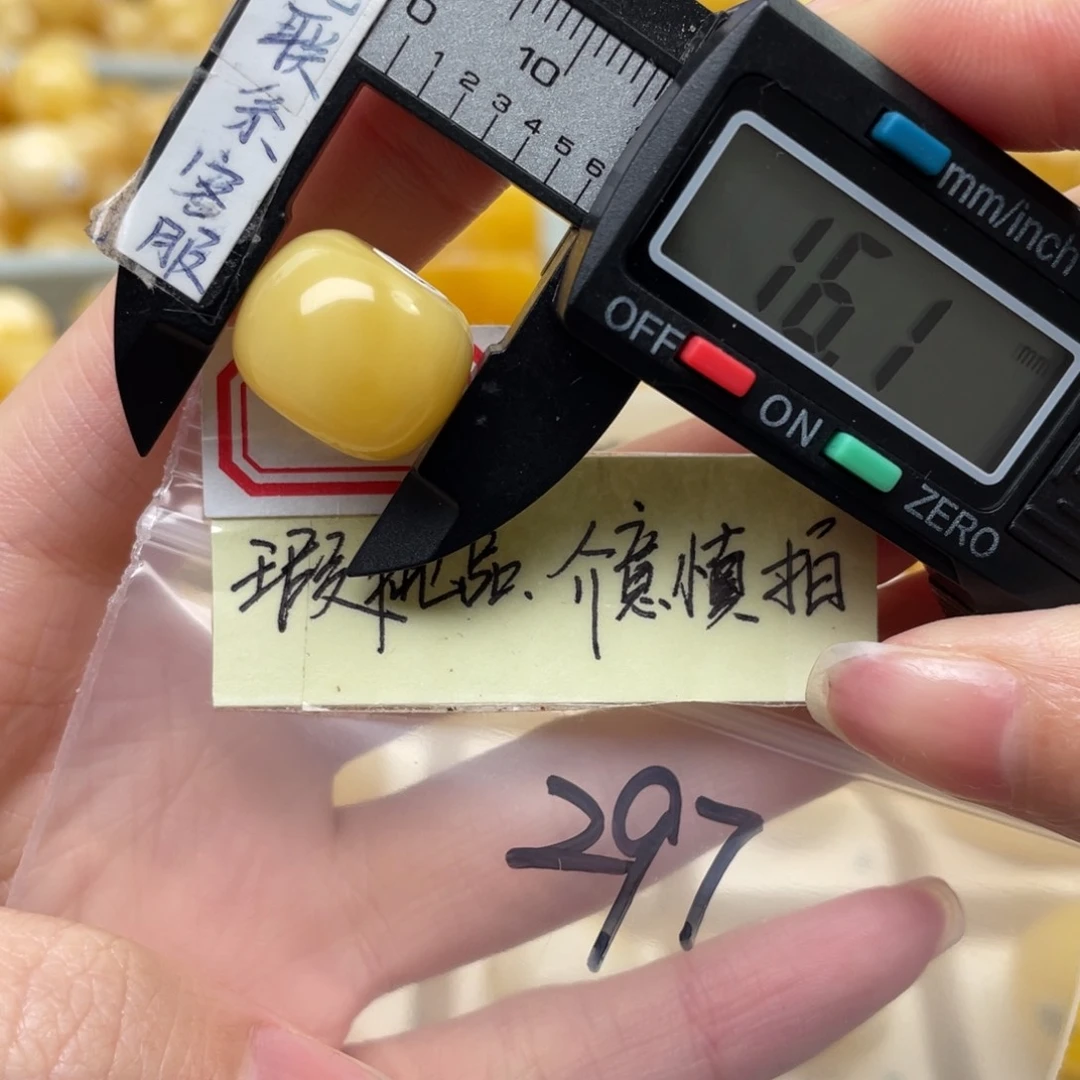 联系客服
0 10
1 2 3 4 5 6
16.1 mm
mm/inch
OFF
ON
ZERO
瑕疵品.介意慎拍
297